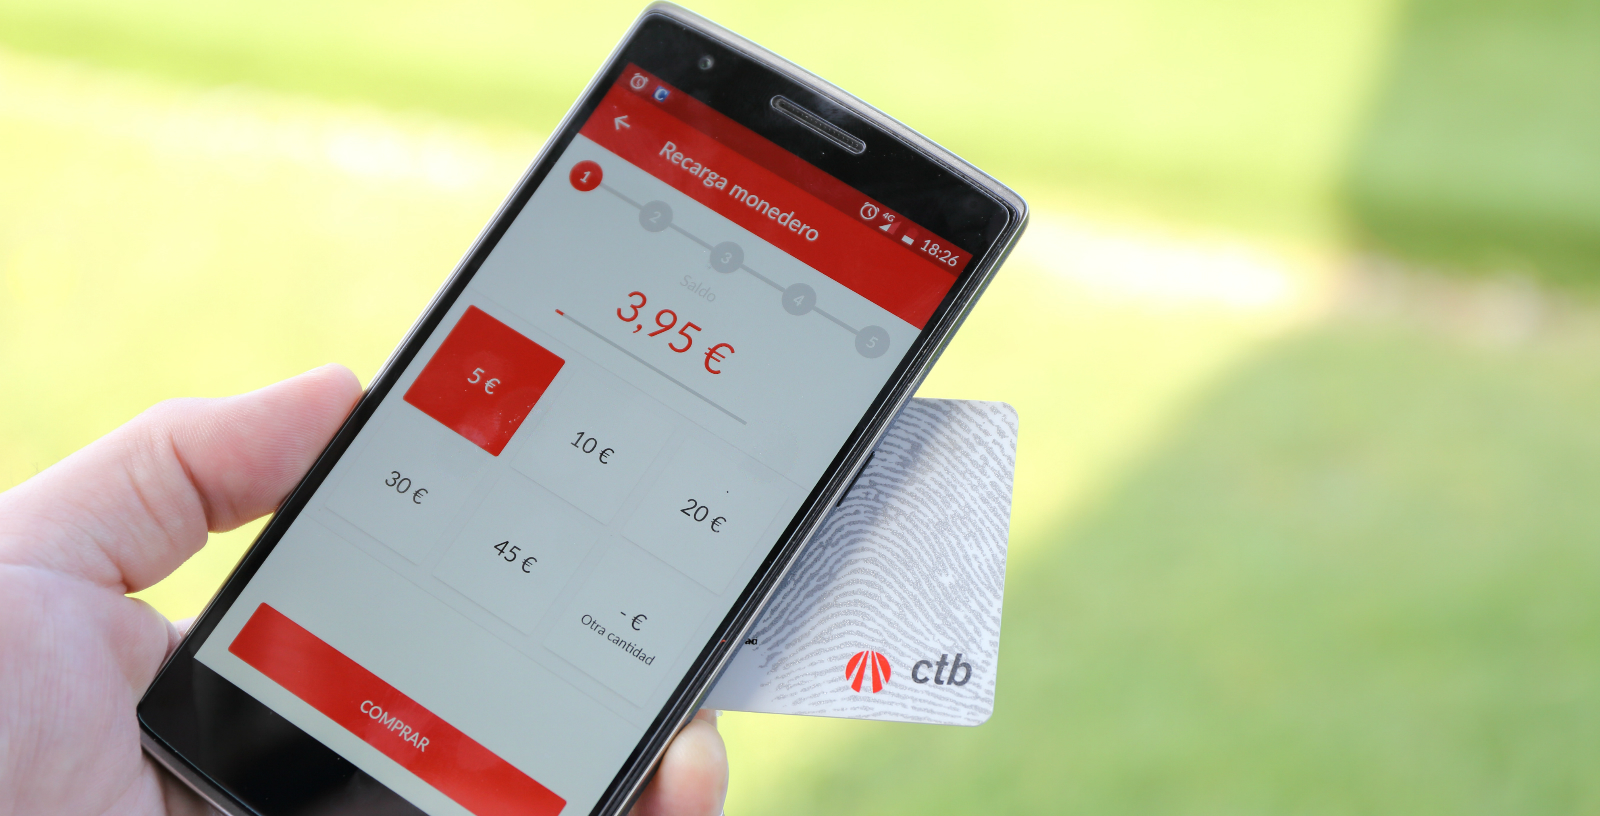 4G 18:26
Recarga monedero
1 2 3 4 5
Saldo
3,95 €
5 €
10 €
20 €
30 €
45 €
- €
Otra cantidad
COMPRAR
ctb